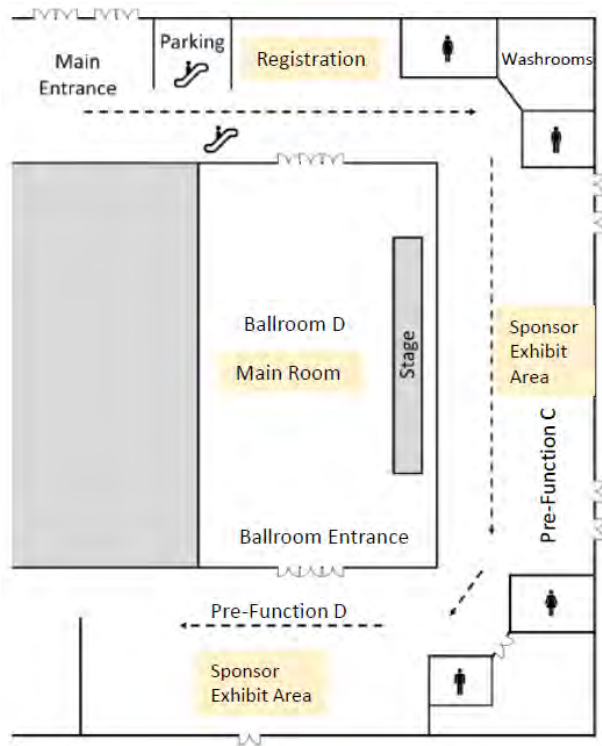 Main
Entrance
Parking
Registration
Washrooms
Ballroom D
Main Room
Stage
Sponsor
Exhibit
Area
Pre-Function C
Ballroom Entrance
Pre-Function D
Sponsor
Exhibit Area